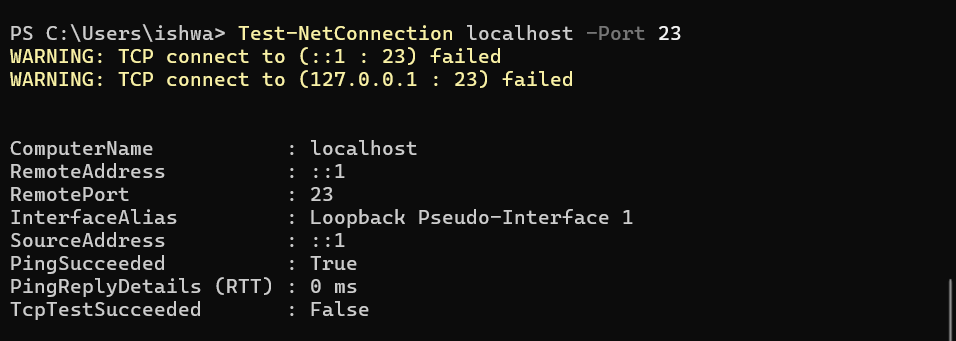 PS C:\Users\ishwa> Test-NetConnection localhost -Port 23
WARNING: TCP connect to (::1 : 23) failed
WARNING: TCP connect to (127.0.0.1 : 23) failed
ComputerName           : localhost
RemoteAddress          : ::1
RemotePort             : 23
InterfaceAlias         : Loopback Pseudo-Interface 1
SourceAddress          : ::1
PingSucceeded          : True
PingReplyDetails (RTT) : 0 ms
TcpTestSucceeded       : False